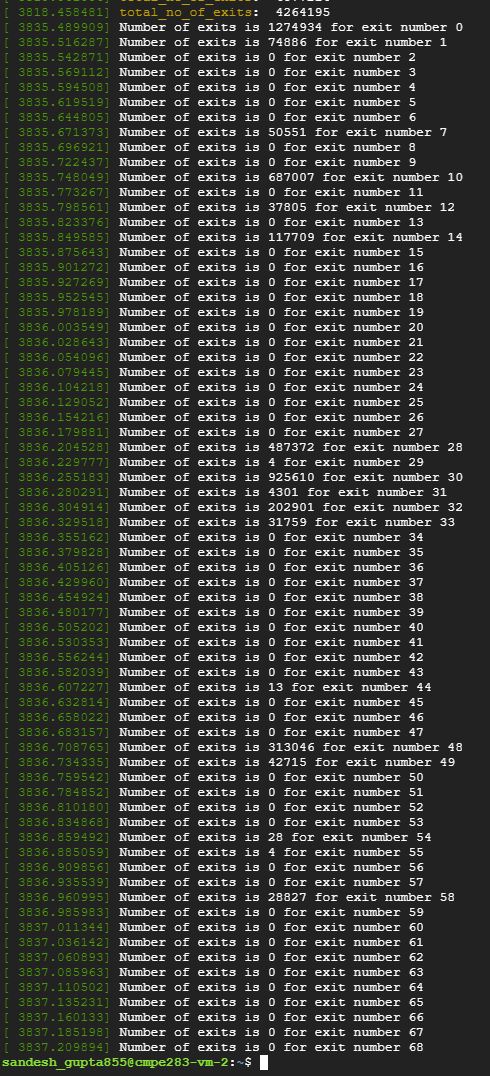 [ 3818.458481] total_no_of_exits:  4264195
[ 3835.489909] Number of exits is 1274934 for exit number 0
[ 3835.516287] Number of exits is 74886 for exit number 1
[ 3835.542871] Number of exits is 0 for exit number 2
[ 3835.569112] Number of exits is 0 for exit number 3
[ 3835.594508] Number of exits is 0 for exit number 4
[ 3835.619519] Number of exits is 0 for exit number 5
[ 3835.644805] Number of exits is 0 for exit number 6
[ 3835.671373] Number of exits is 50551 for exit number 7
[ 3835.696921] Number of exits is 0 for exit number 8
[ 3835.722437] Number of exits is 0 for exit number 9
[ 3835.748049] Number of exits is 687007 for exit number 10
[ 3835.773267] Number of exits is 0 for exit number 11
[ 3835.798561] Number of exits is 37805 for exit number 12
[ 3835.823376] Number of exits is 0 for exit number 13
[ 3835.849585] Number of exits is 117709 for exit number 14
[ 3835.875643] Number of exits is 0 for exit number 15
[ 3835.901272] Number of exits is 0 for exit number 16
[ 3835.927269] Number of exits is 0 for exit number 17
[ 3835.952545] Number of exits is 0 for exit number 18
[ 3835.978189] Number of exits is 0 for exit number 19
[ 3836.003549] Number of exits is 0 for exit number 20
[ 3836.028643] Number of exits is 0 for exit number 21
[ 3836.054096] Number of exits is 0 for exit number 22
[ 3836.079445] Number of exits is 0 for exit number 23
[ 3836.104218] Number of exits is 0 for exit number 24
[ 3836.129052] Number of exits is 0 for exit number 25
[ 3836.154216] Number of exits is 0 for exit number 26
[ 3836.179881] Number of exits is 0 for exit number 27
[ 3836.204528] Number of exits is 487372 for exit number 28
[ 3836.229777] Number of exits is 4 for exit number 29
[ 3836.255183] Number of exits is 925610 for exit number 30
[ 3836.280291] Number of exits is 4301 for exit number 31
[ 3836.304914] Number of exits is 202901 for exit number 32
[ 3836.329518] Number of exits is 31759 for exit number 33
[ 3836.355162] Number of exits is 0 for exit number 34
[ 3836.379828] Number of exits is 0 for exit number 35
[ 3836.405126] Number of exits is 0 for exit number 36
[ 3836.429960] Number of exits is 0 for exit number 37
[ 3836.454924] Number of exits is 0 for exit number 38
[ 3836.480177] Number of exits is 0 for exit number 39
[ 3836.505202] Number of exits is 0 for exit number 40
[ 3836.530353] Number of exits is 0 for exit number 41
[ 3836.556244] Number of exits is 0 for exit number 42
[ 3836.582039] Number of exits is 0 for exit number 43
[ 3836.607227] Number of exits is 13 for exit number 44
[ 3836.632814] Number of exits is 0 for exit number 45
[ 3836.658022] Number of exits is 0 for exit number 46
[ 3836.683157] Number of exits is 0 for exit number 47
[ 3836.708765] Number of exits is 313046 for exit number 48
[ 3836.734335] Number of exits is 42715 for exit number 49
[ 3836.759542] Number of exits is 0 for exit number 50
[ 3836.784852] Number of exits is 0 for exit number 51
[ 3836.810180] Number of exits is 0 for exit number 52
[ 3836.834868] Number of exits is 0 for exit number 53
[ 3836.859492] Number of exits is 28 for exit number 54
[ 3836.885059] Number of exits is 4 for exit number 55
[ 3836.909856] Number of exits is 0 for exit number 56
[ 3836.935539] Number of exits is 0 for exit number 57
[ 3836.960995] Number of exits is 28827 for exit number 58
[ 3836.985983] Number of exits is 0 for exit number 59
[ 3837.011344] Number of exits is 0 for exit number 60
[ 3837.036142] Number of exits is 0 for exit number 61
[ 3837.060893] Number of exits is 0 for exit number 62
[ 3837.085963] Number of exits is 0 for exit number 63
[ 3837.110502] Number of exits is 0 for exit number 64
[ 3837.135231] Number of exits is 0 for exit number 65
[ 3837.160133] Number of exits is 0 for exit number 66
[ 3837.185198] Number of exits is 0 for exit number 67
[ 3837.209894] Number of exits is 0 for exit number 68
sandesh_gupta855@cmpe283-vm-2:~$